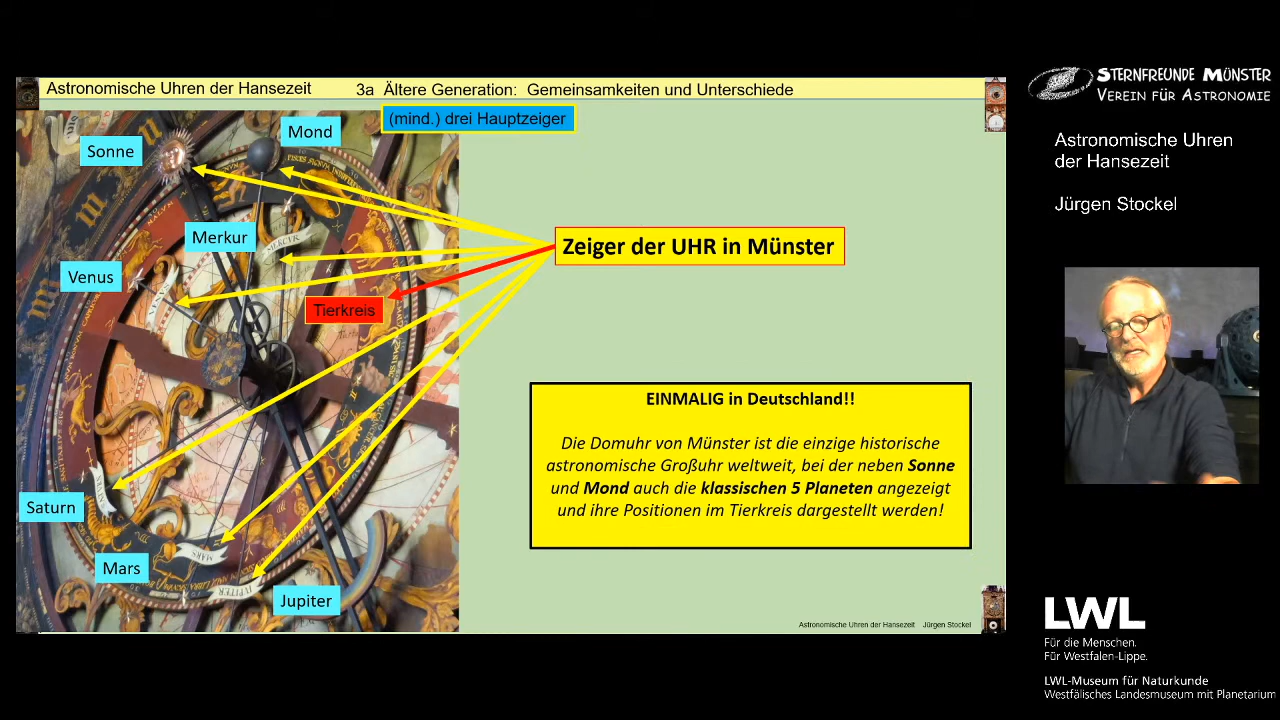 Astronomische Uhren der Hansezeit
3a Ältere Generation: Gemeinsamkeiten und Unterschiede
(mind.) drei Hauptzeiger
Mond
Sonne
Merkur
MERCUR
Venus
VENUS
Tierkreis
Zeiger der UHR in Münster
EINMALIG in Deutschland!!
Die Domuhr von Münster ist die einzige historische
astronomische Großuhr weltweit, bei der neben Sonne
und Mond auch die klassischen 5 Planeten angezeigt
und ihre Positionen im Tierkreis dargestellt werden!
Saturn
Mars
MARS
JUPITER
Jupiter
Astronomische Uhren der Hansezeit Jürgen Stockel
STERNFREUNDE MÜNSTER
VEREIN FÜR ASTRONOMIE
Astronomische Uhren
der Hansezeit
Jürgen Stockel
LWL
Für die Menschen.
Für Westfalen-Lippe.
LWL-Museum für Naturkunde
Westfälisches Landesmuseum mit Planetarium